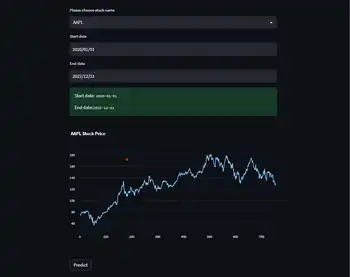 Please choose stock name
AAPL
Start date
2020/01/01
End date
2022/12/31
Start date: 2020-01-01
End date:2022-12-31
AAPL Stock Price
180
160
140
120
100
80
60
0
100
200
300
400
500
600
700
Predict